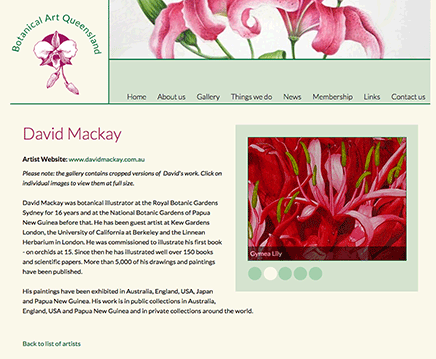 Botanical Art Queensland
Home About us Gallery Things we do News Membership Links Contact us
David Mackay
Artist Website: www.davidmackay.com.au
Please note: the gallery contains cropped versions of David's work. Click on
individual images to view them at full size.
David Mackay was botanical illustrator at the Royal Botanic Gardens
Sydney for 16 years and at the National Botanic Gardens of Papua
New Guinea before that. He has been guest artist at Kew Gardens
London, the University of California at Berkeley and the Linnean
Herbarium in London. He was commissioned to illustrate his first book
- on orchids at 15. Since then he has illustrated well over 150 books
and scientific papers. More than 5,000 of his drawings and paintings
have been published.
His paintings have been exhibited in Australia, England, USA, Japan
and Papua New Guinea. His work is in public collections in Australia,
England, USA and Papua New Guinea and in private collections around the world.
Gymea Lily
Back to list of artists